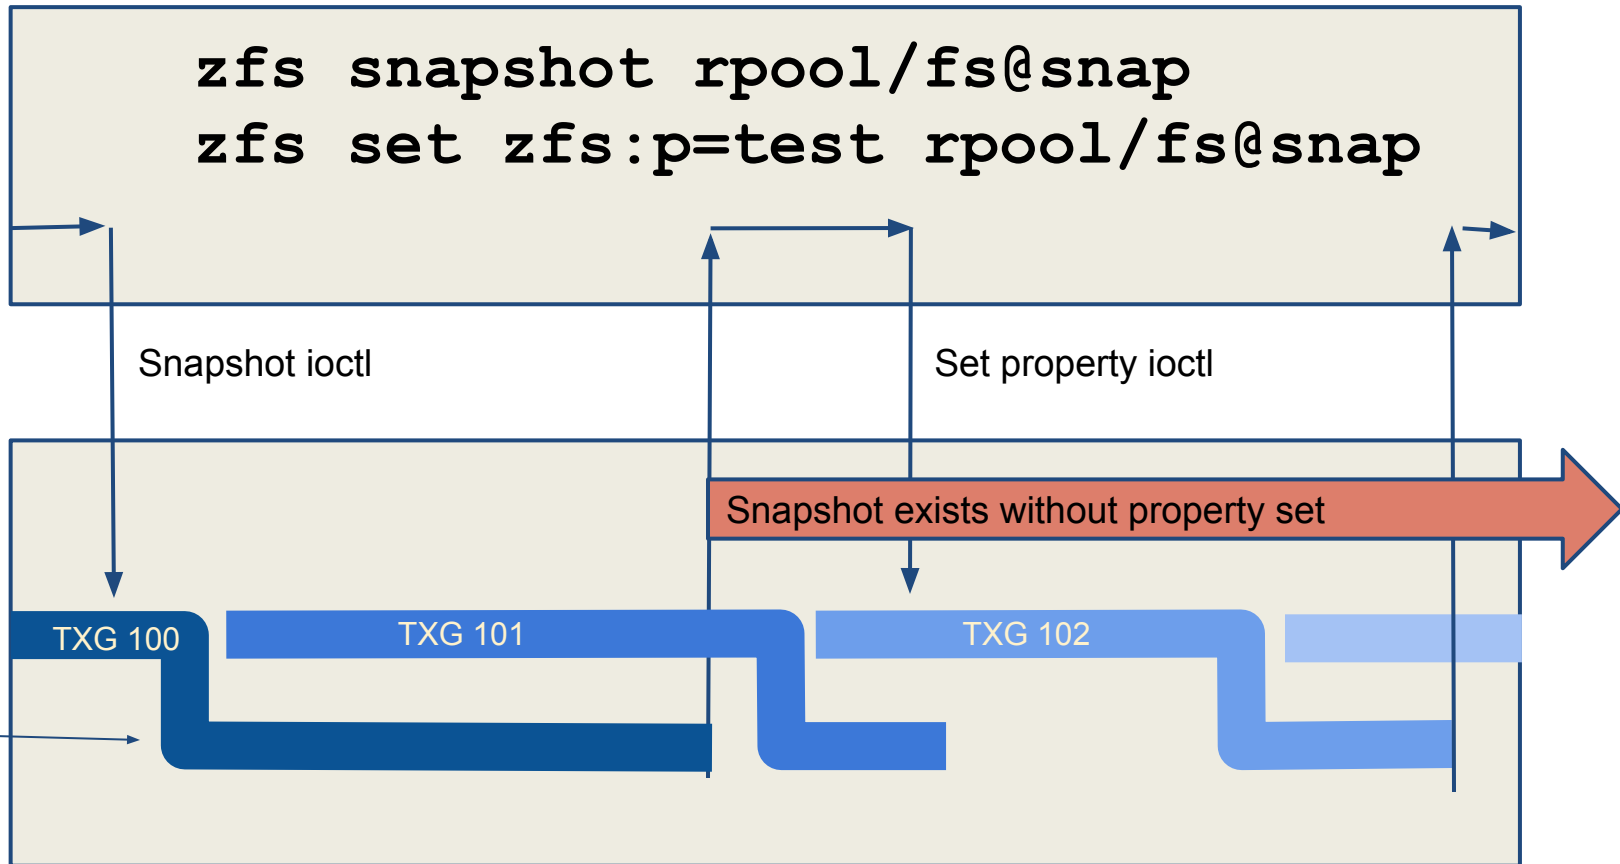 zfs snapshot rpool/fs@snap
zfs set zfs:p=test rpool/fs@snap
Snapshot ioctl
Set property ioctl
Snapshot exists without property set
TXG 100
TXG 101
TXG 102